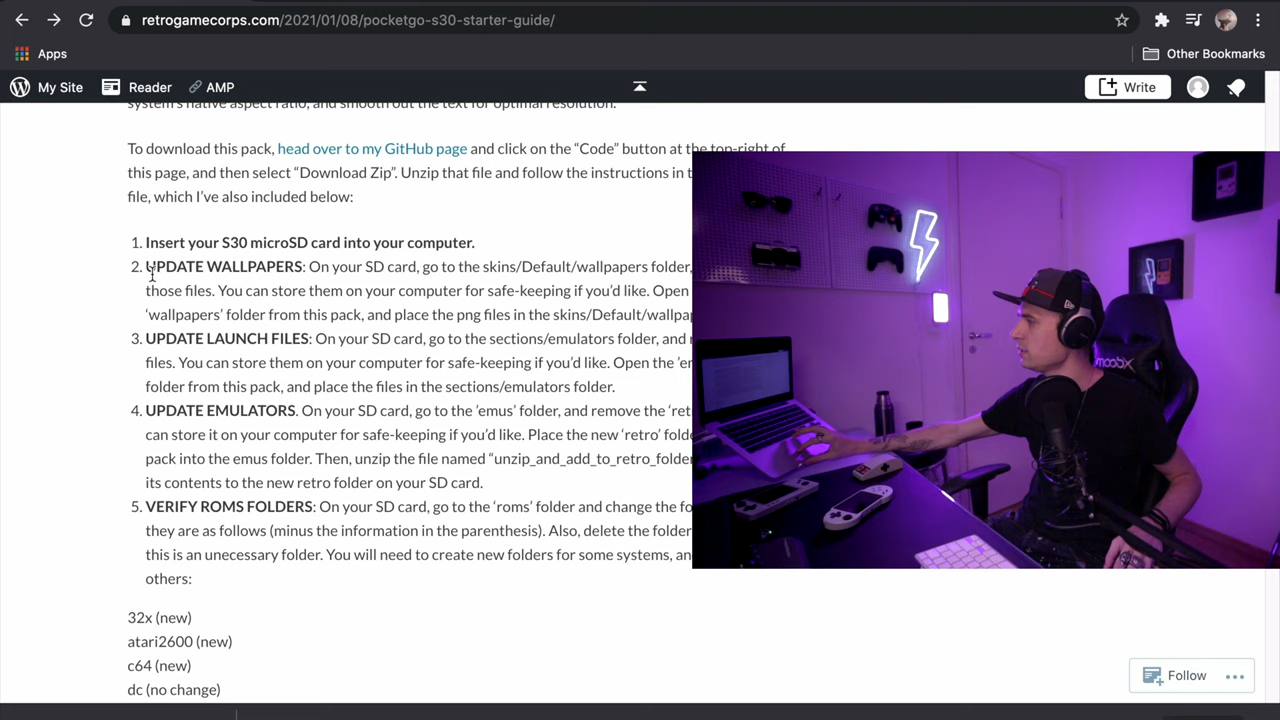 retrogamecorps.com/2021/01/08/pocketgo-s30-starter-guide/
Apps
Other Bookmarks
My Site
Reader
AMP
Write
system's native aspect ratio, and smooth out the text for optimal resolution.
To download this pack, head over to my GitHub page and click on the “Code” button at the top-right of
this page, and then select “Download Zip”. Unzip that file and follow the instructions in t
file, which I've also included below:
1. Insert your S30 microSD card into your computer.
2. UPDATE WALLPAPERS: On your SD card, go to the skins/Default/wallpapers folder,
those files. You can store them on your computer for safe-keeping if you'd like. Open
‘wallpapers’ folder from this pack, and place the png files in the skins/Default/wallpap
3. UPDATE LAUNCH FILES: On your SD card, go to the sections/emulators folder, and r
files. You can store them on your computer for safe-keeping if you'd like. Open the 'em
folder from this pack, and place the files in the sections/emulators folder.
4. UPDATE EMULATORS. On your SD card, go to the 'emus' folder, and remove the ‘ret
can store it on your computer for safe-keeping if you'd like. Place the new ‘retro’ folde
pack into the emus folder. Then, unzip the file named “unzip_and_add_to_retro_folder
its contents to the new retro folder on your SD card.
5. VERIFY ROMS FOLDERS: On your SD card, go to the ‘roms’ folder and change the fo
they are as follows (minus the information in the parenthesis). Also, delete the folder
this is an unecessary folder. You will need to create new folders for some systems, an
others:
32x (new)
atari2600 (new)
c64 (new)
dc (no change)
Follow